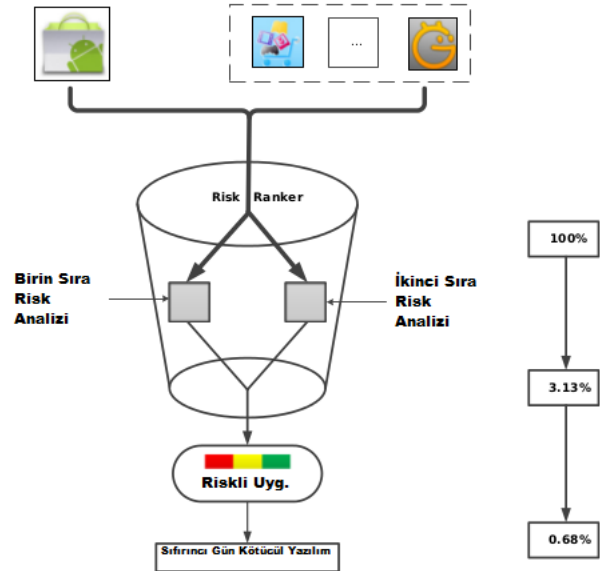 ...
Risk Ranker
Birin Sıra
Risk
Analizi
İkinci Sıra
Risk
Analizi
100%
3.13%
Riskli Uyg.
Sıfırıncı Gün Kötücül Yazılım
0.68%